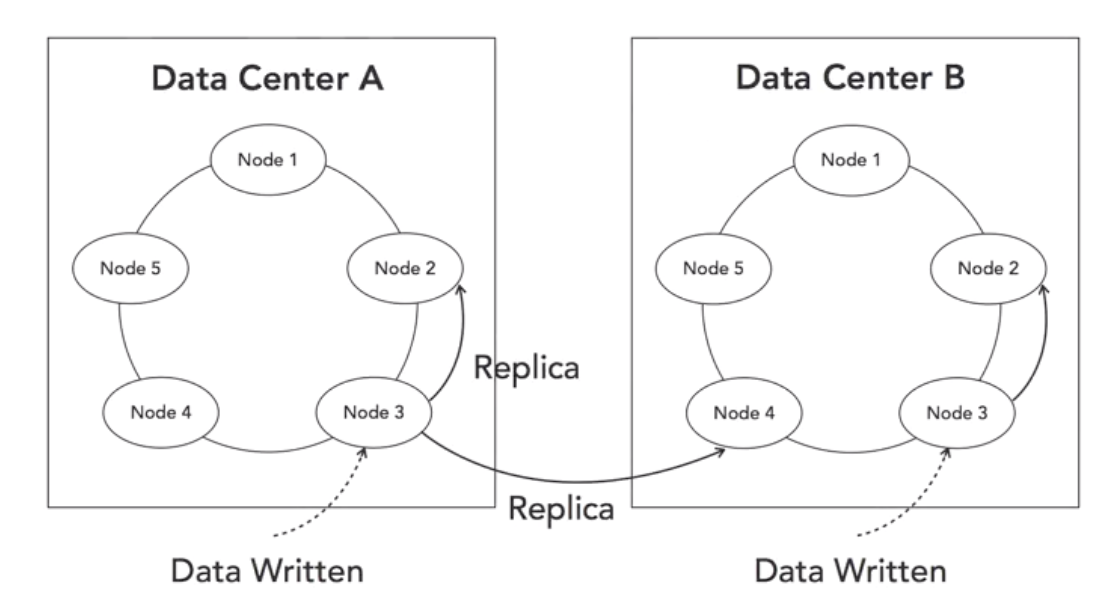 Data Center A
Node 1
Node 5
Node 2
Replica
Node 4
Node 3
Data Written
Replica
Data Center B
Node 1
Node 5
Node 2
Node 4
Node 3
Data Written